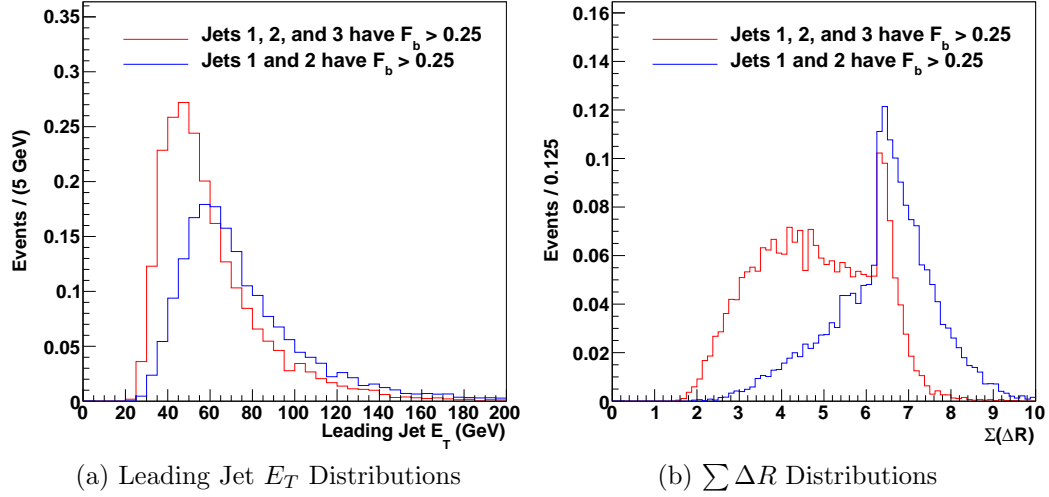 Jets 1, 2, and 3 have F_b > 0.25
Jets 1 and 2 have F_b > 0.25
Events / (5 GeV)
0.35
0.3
0.25
0.2
0.15
0.1
0.05
0
0 20 40 60 80 100 120 140 160 180 200
Leading Jet E_T (GeV)
(a) Leading Jet E_T Distributions
Jets 1, 2, and 3 have F_b > 0.25
Jets 1 and 2 have F_b > 0.25
Events / 0.125
0.16
0.14
0.12
0.1
0.08
0.06
0.04
0.02
0
0 1 2 3 4 5 6 7 8 9 10
Σ(ΔR)
(b) ∑ ΔR Distributions